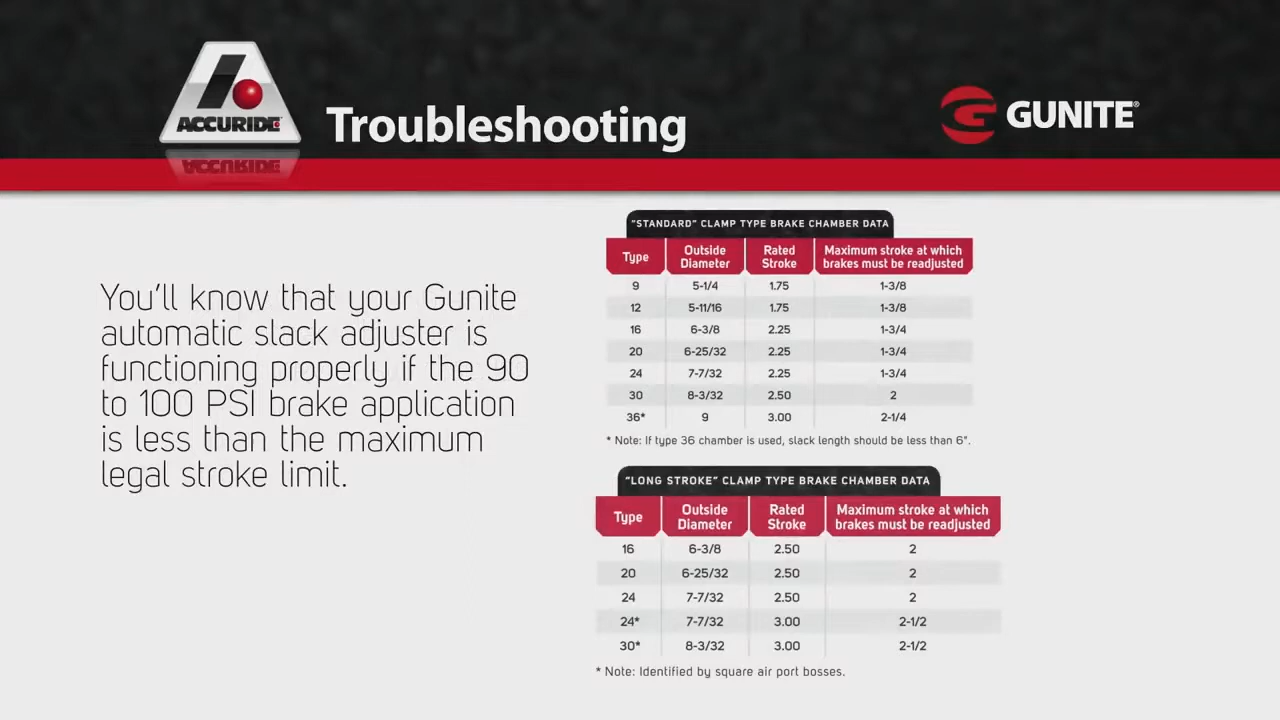 ACCURIDE
Troubleshooting
GUNITE®
You'll know that your Gunite
automatic slack adjuster is
functioning properly if the 90
to 100 PSI brake application
is less than the maximum
legal stroke limit.
"STANDARD" CLAMP TYPE BRAKE CHAMBER DATA
Type Outside Diameter Rated Stroke Maximum stroke at which brakes must be readjusted
9 5-1/4 1.75 1-3/8
12 5-11/16 1.75 1-3/8
16 6-3/8 2.25 1-3/4
20 6-25/32 2.25 1-3/4
24 7-7/32 2.25 1-3/4
30 8-3/32 2.50 2
36* 9 3.00 2-1/4
* Note: If type 36 chamber is used, slack length should be less than 6".
"LONG STROKE" CLAMP TYPE BRAKE CHAMBER DATA
Type Outside Diameter Rated Stroke Maximum stroke at which brakes must be readjusted
16 6-3/8 2.50 2
20 6-25/32 2.50 2
24 7-7/32 2.50 2
24* 7-7/32 3.00 2-1/2
30* 8-3/32 3.00 2-1/2
* Note: Identified by square air port bosses.